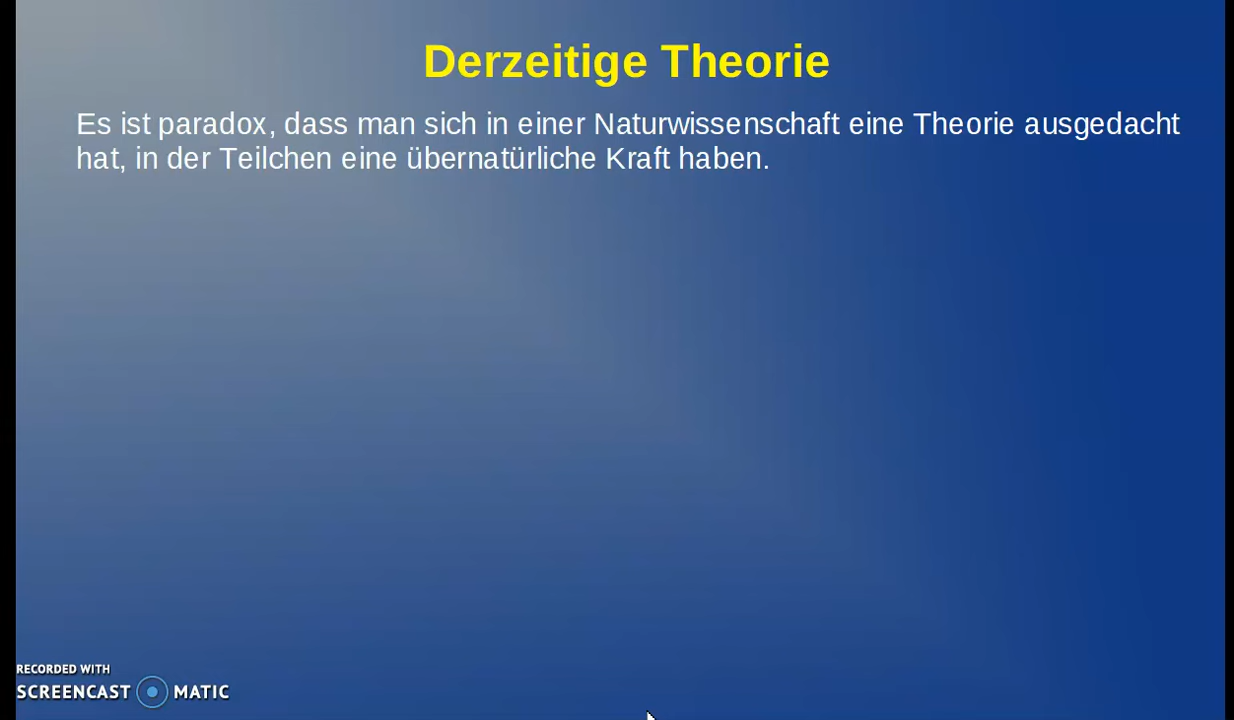 Derzeitige Theorie
Es ist paradox, dass man sich in einer Naturwissenschaft eine Theorie ausgedacht
hat, in der Teilchen eine übernatürliche Kraft haben.
RECORDED WITH
SCREENCAST MATIC